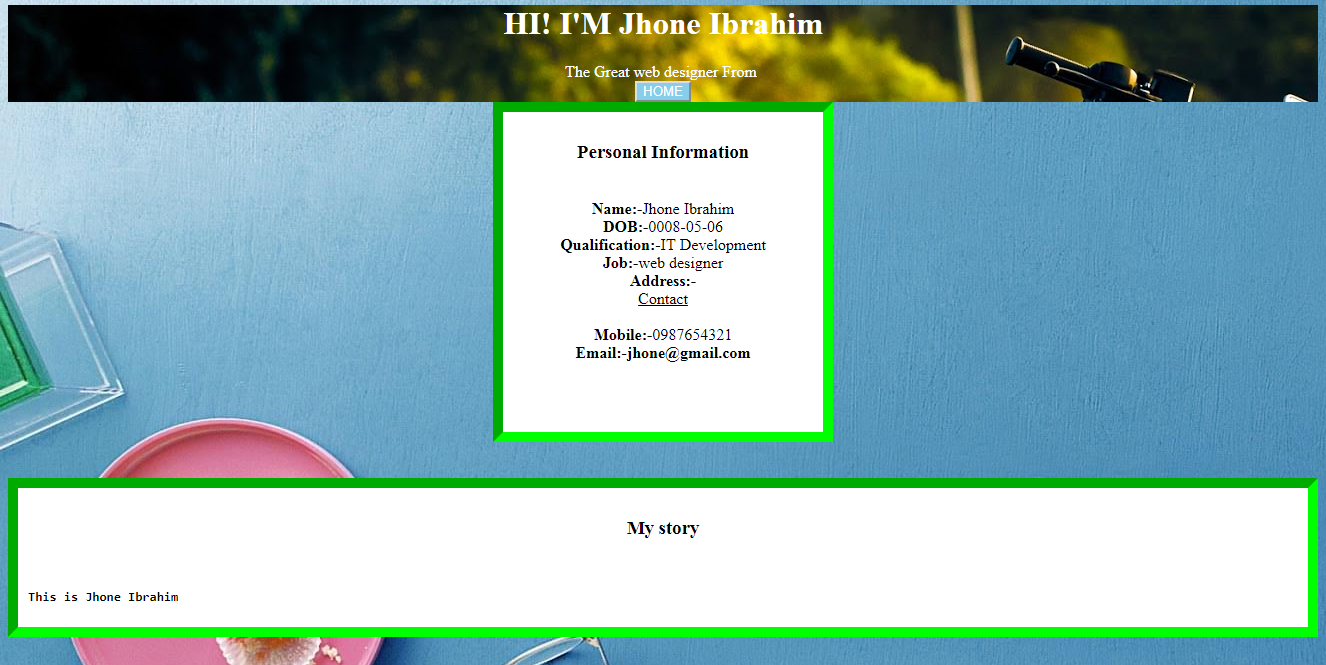 HI! I'M Jhone Ibrahim
The Great web designer From
HOME
Personal Information
Name:-Jhone Ibrahim
DOB:-0008-05-06
Qualification:-IT Development
Job:-web designer
Address:-
Contact
Mobile:-0987654321
Email:-jhone@gmail.com
My story
This is Jhone Ibrahim